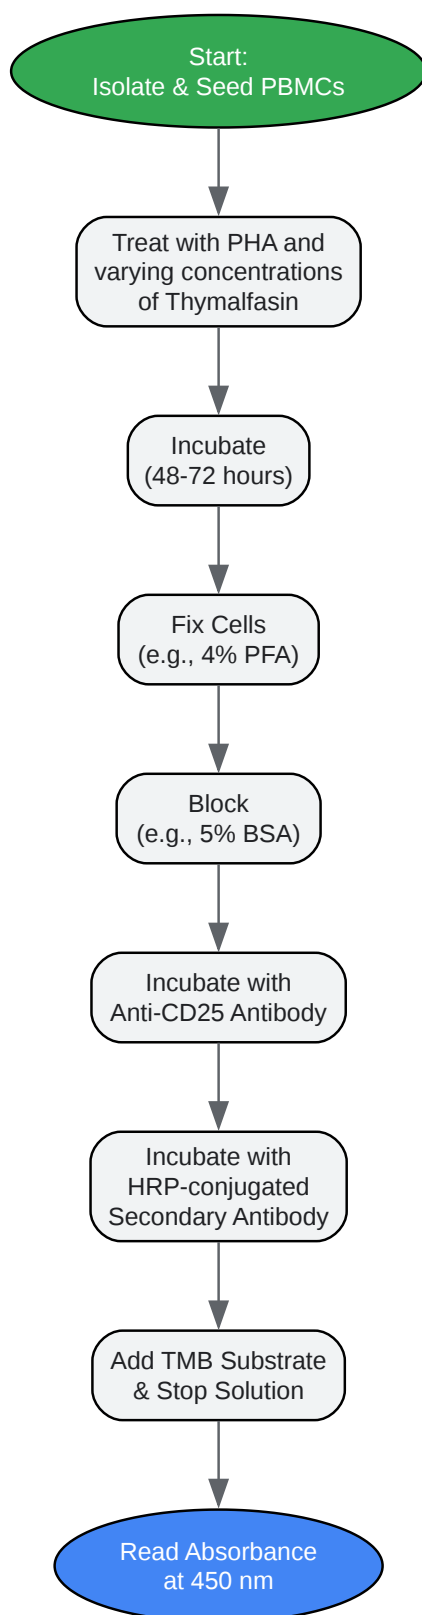 Start:
Isolate & Seed PBMCs
Treat with PHA and
varying concentrations
of Thymalfasin
Incubate
(48-72 hours)
Fix Cells
(e.g., 4% PFA)
Block
(e.g., 5% BSA)
Incubate with
Anti-CD25 Antibody
Incubate with
HRP-conjugated
Secondary Antibody
Add TMB Substrate
& Stop Solution
Read Absorbance
at 450 nm